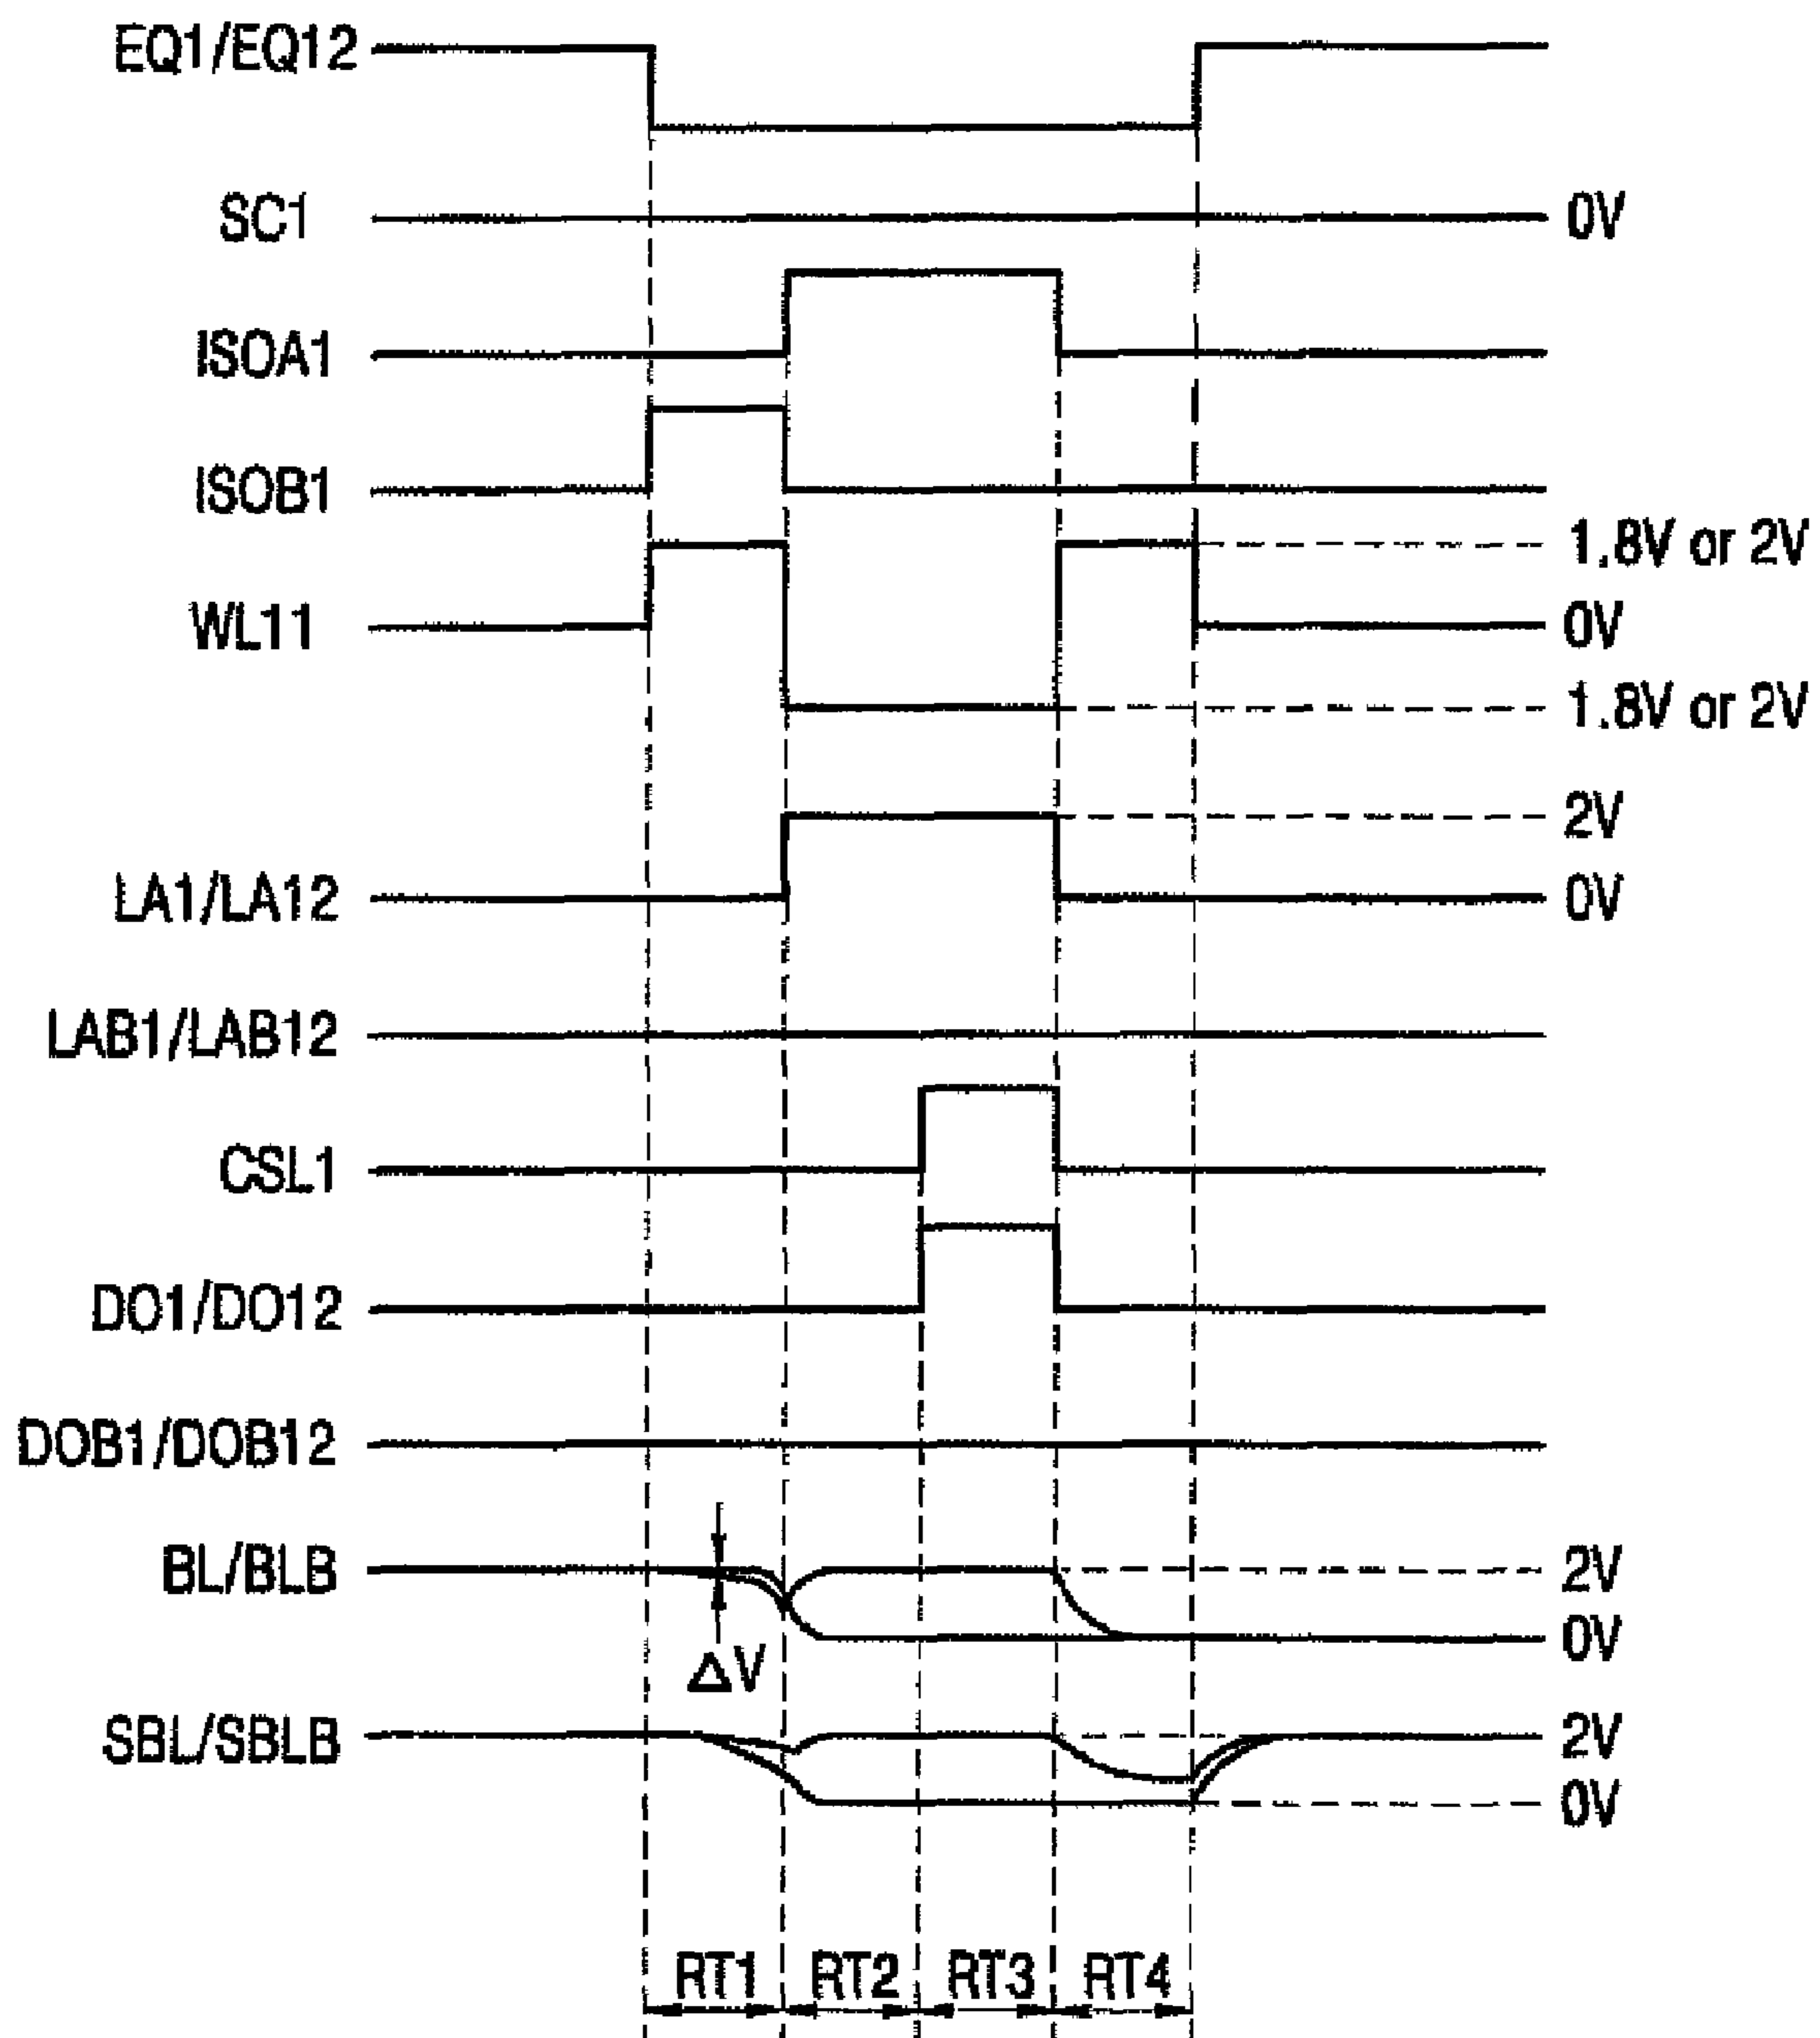 EQ1/EQ12
SC1 0V
ISOA1
ISOB1
1.8V or 2V
WL11 0V
1.8V or 2V
2V
LA1/LA12 0V
LAB1/LAB12
CSL1
DO1/DO12
DOB1/DOB12
BL/BLB 2V
0V
ΔV
SBL/SBLB 2V
0V
RT1 RT2 RT3 RT4